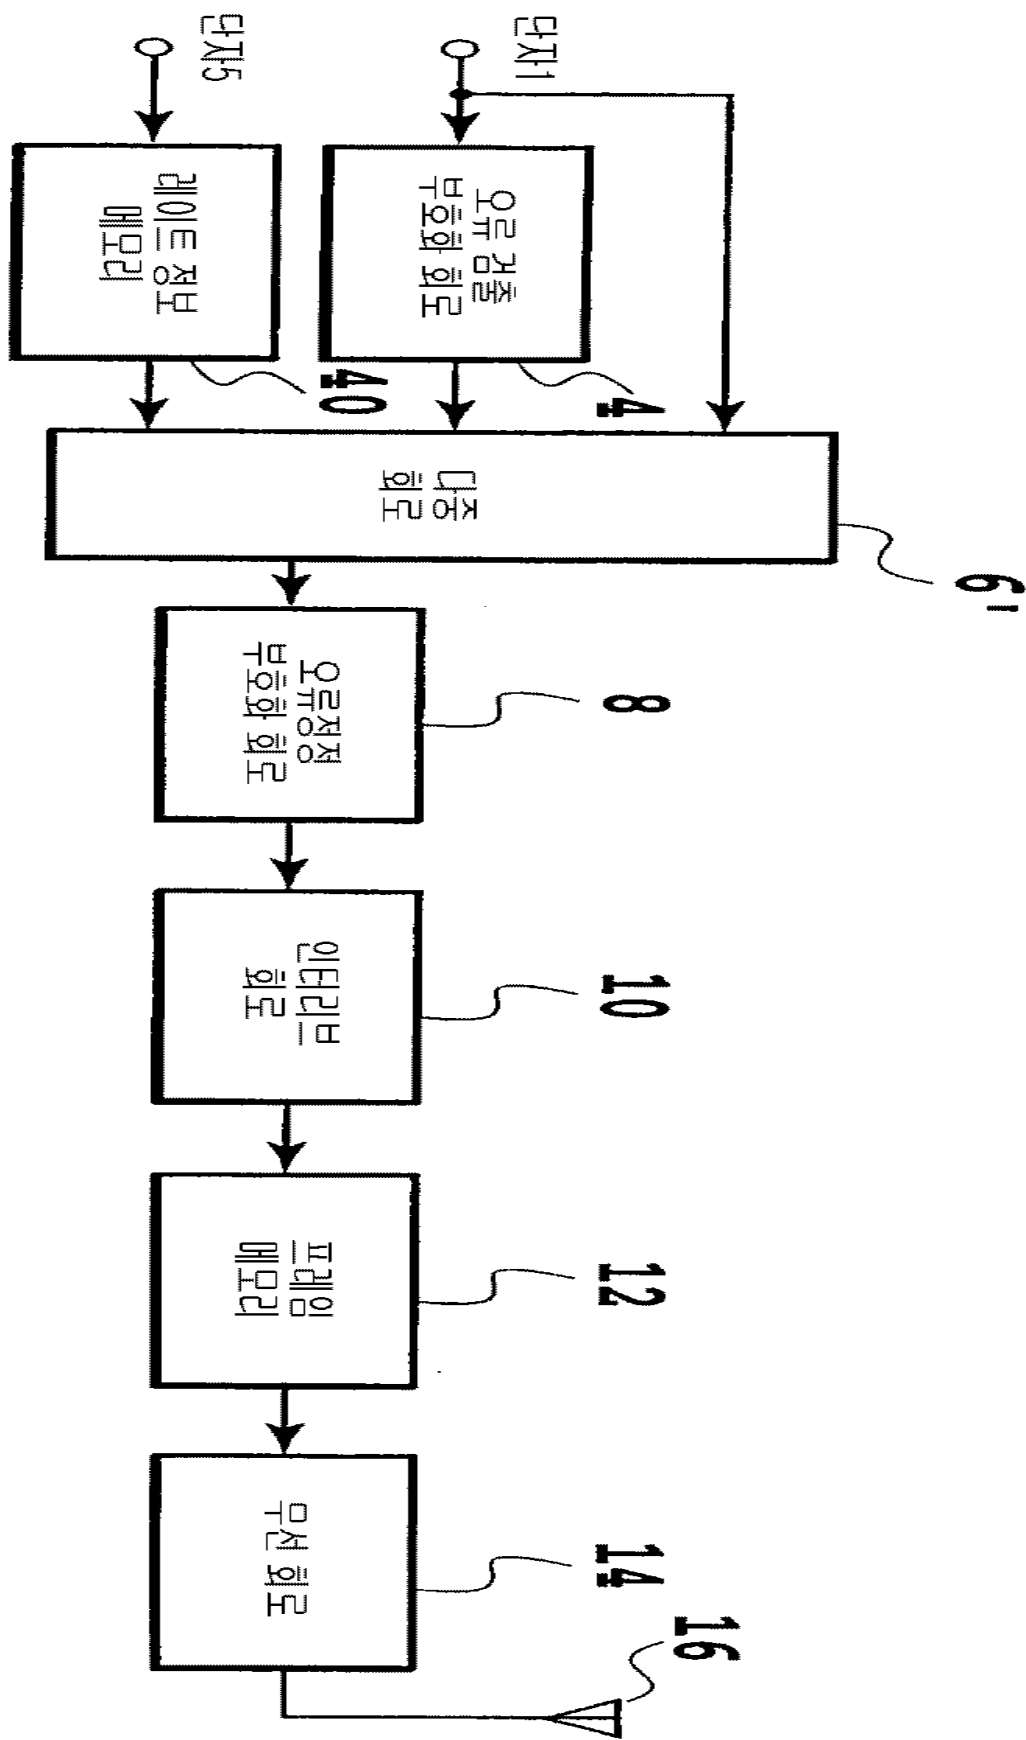 단자1
단자5
오류 검출
부호화 회로
4
레이트 정보
메모리
40
다중
회로
6'
오류정정
부호화 회로
8
인터리브
회로
10
프레임
메모리
12
무선 회로
14
16